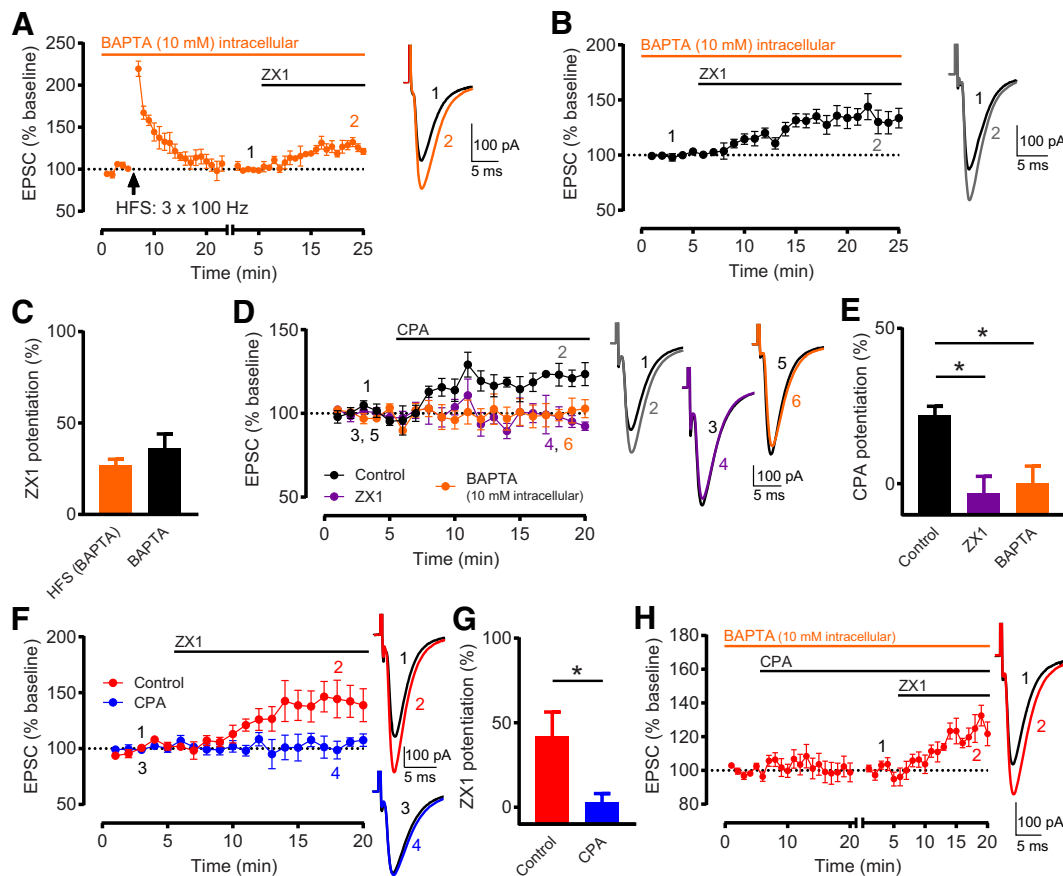 A
BAPTA (10 mM) intracellular
ZX1
EPSC (% baseline)
250
200
150
100
50
1
2
HFS: 3 x 100 Hz
0 10 20 5 15 25
Time (min)
1
2
100 pA
5 ms
B
BAPTA (10 mM) intracellular
ZX1
EPSC (% baseline)
200
150
100
50
1
2
0 5 10 15 20 25
Time (min)
1
2
100 pA
5 ms
C
ZX1 potentiation (%)
100
50
0
HFS (BAPTA)
BAPTA
D
CPA
EPSC (% baseline)
150
100
50
1
2
3, 5
4, 6
Control
ZX1
BAPTA
(10 mM intracellular)
0 5 10 15 20
Time (min)
1
2
3
4
5
6
100 pA
5 ms
E
CPA potentiation (%)
50
0
*
*
Control
ZX1
BAPTA
F
ZX1
EPSC (% baseline)
200
150
100
50
Control
CPA
1
2
3
4
0 5 10 15 20
Time (min)
1
2
100 pA
5 ms
3
4
G
ZX1 potentiation (%)
100
50
0
*
Control
CPA
H
BAPTA (10 mM intracellular)
CPA
ZX1
EPSC (% baseline)
180
160
140
120
100
80
1
2
0 5 10 15 20 5 10 15 20
Time (min)
1
2
100 pA
5 ms